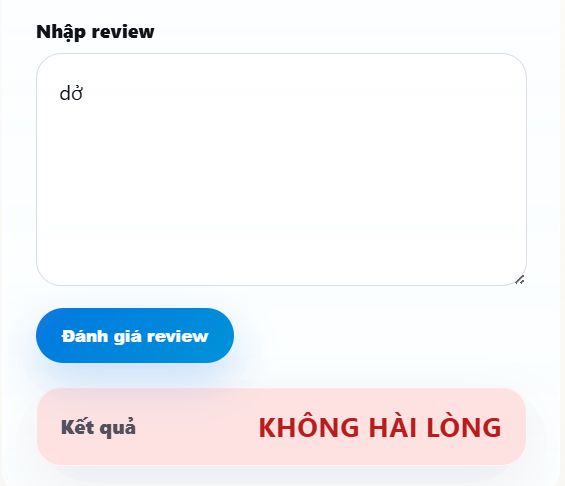 Nhập review
dở
Đánh giá review
Kết quả
KHÔNG HÀI LÒNG